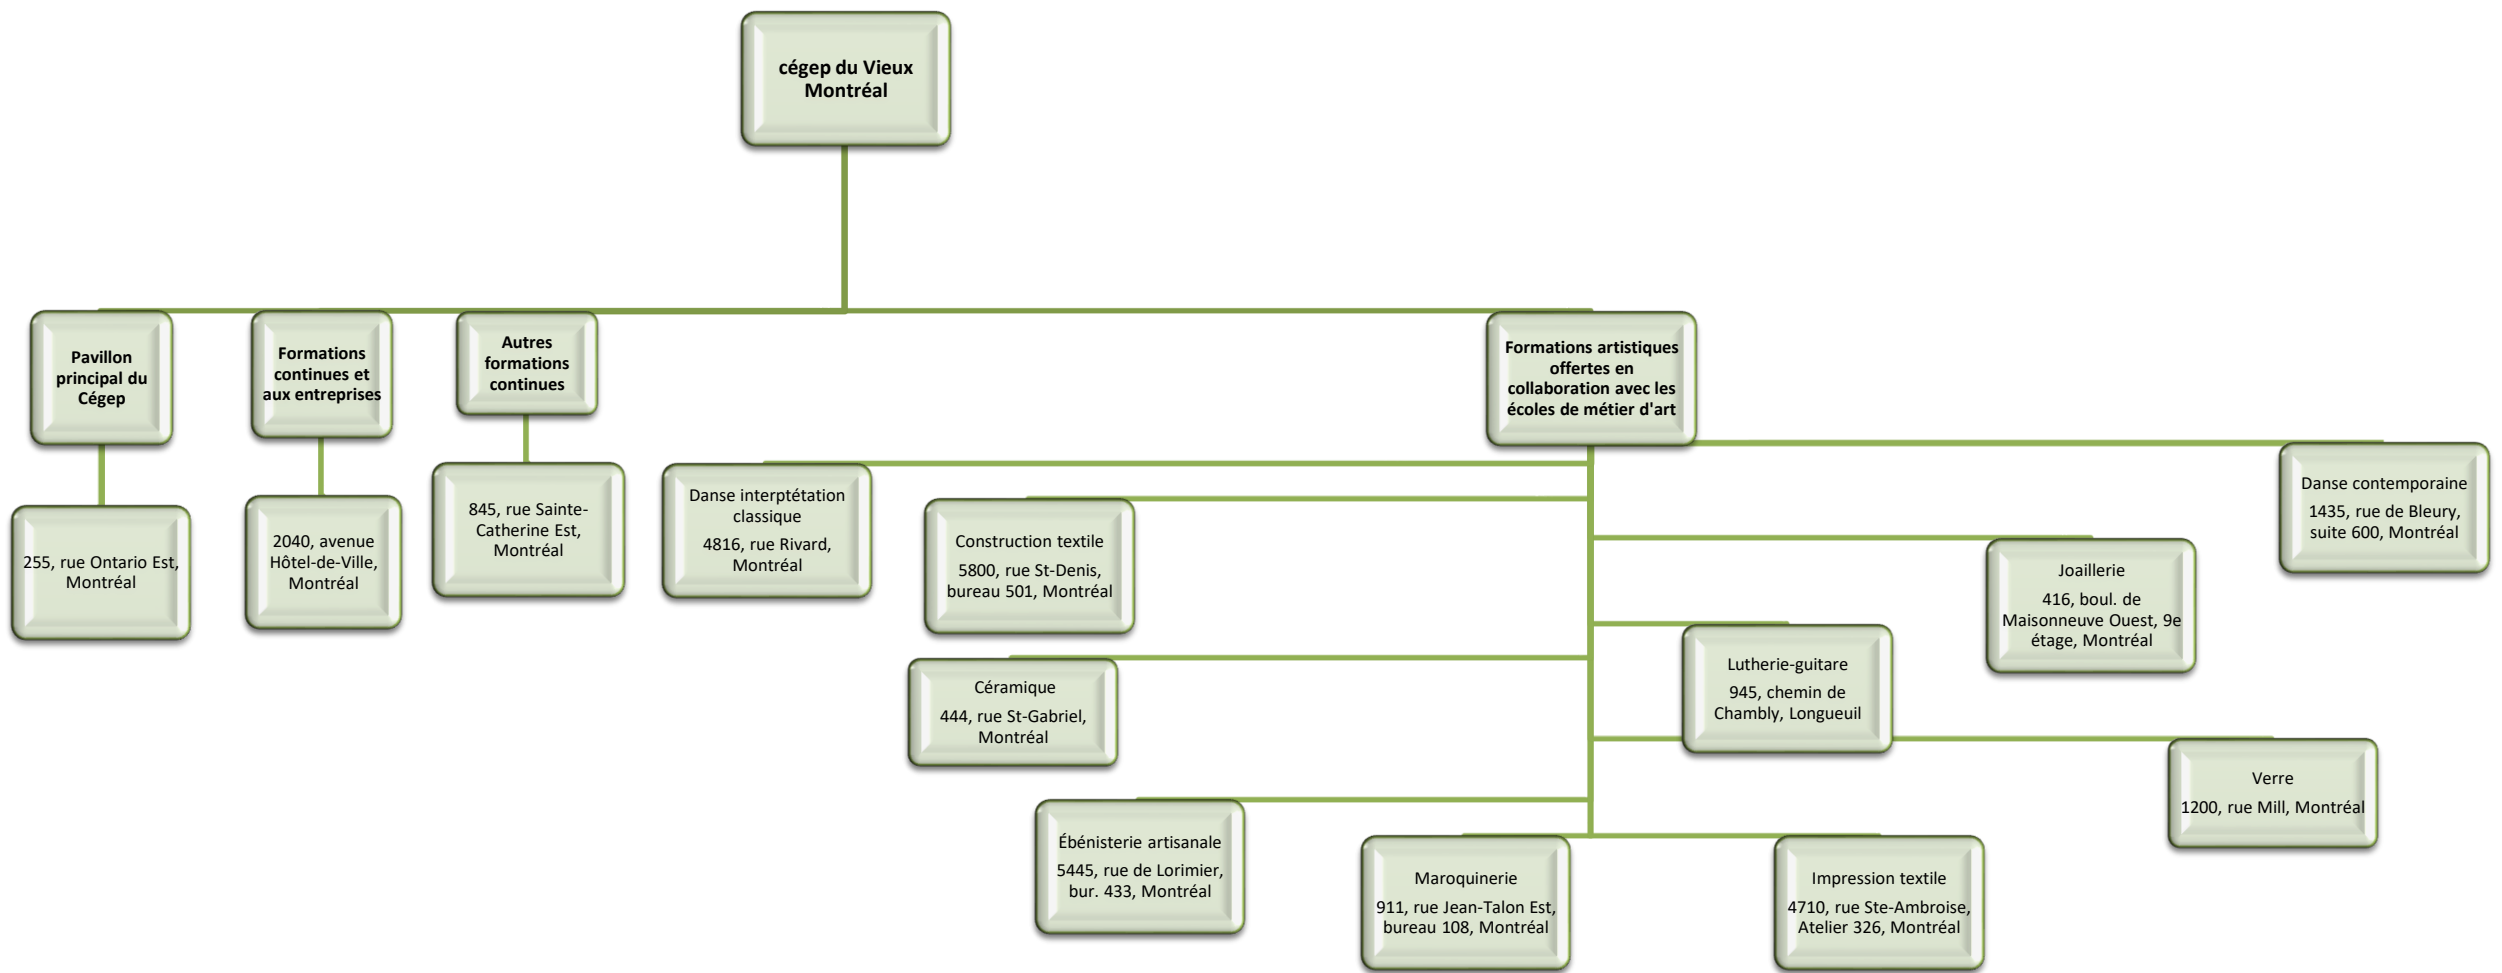 cégep du Vieux
Montréal
Pavillon
principal du
Cégep
Formations
continues et
aux entreprises
Autres
formations
continues
Formations artistiques
offertes en
collaboration avec les
écoles de métier d'art
255, rue Ontario Est,
Montréal
2040, avenue
Hôtel-de-Ville,
Montréal
845, rue Sainte-
Catherine Est,
Montréal
Danse interptétation
classique
4816, rue Rivard,
Montréal
Construction textile
5800, rue St-Denis,
bureau 501, Montréal
Danse contemporaine
1435, rue de Bleury,
suite 600, Montréal
Joaillerie
416, boul. de
Maisonneuve Ouest, 9e
étage, Montréal
Lutherie-guitare
945, chemin de
Chambly, Longueuil
Céramique
444, rue St-Gabriel,
Montréal
Verre
1200, rue Mill, Montréal
Ébénisterie artisanale
5445, rue de Lorimier,
bur. 433, Montréal
Maroquinerie
911, rue Jean-Talon Est,
bureau 108, Montréal
Impression textile
4710, rue Ste-Ambroise,
Atelier 326, Montréal